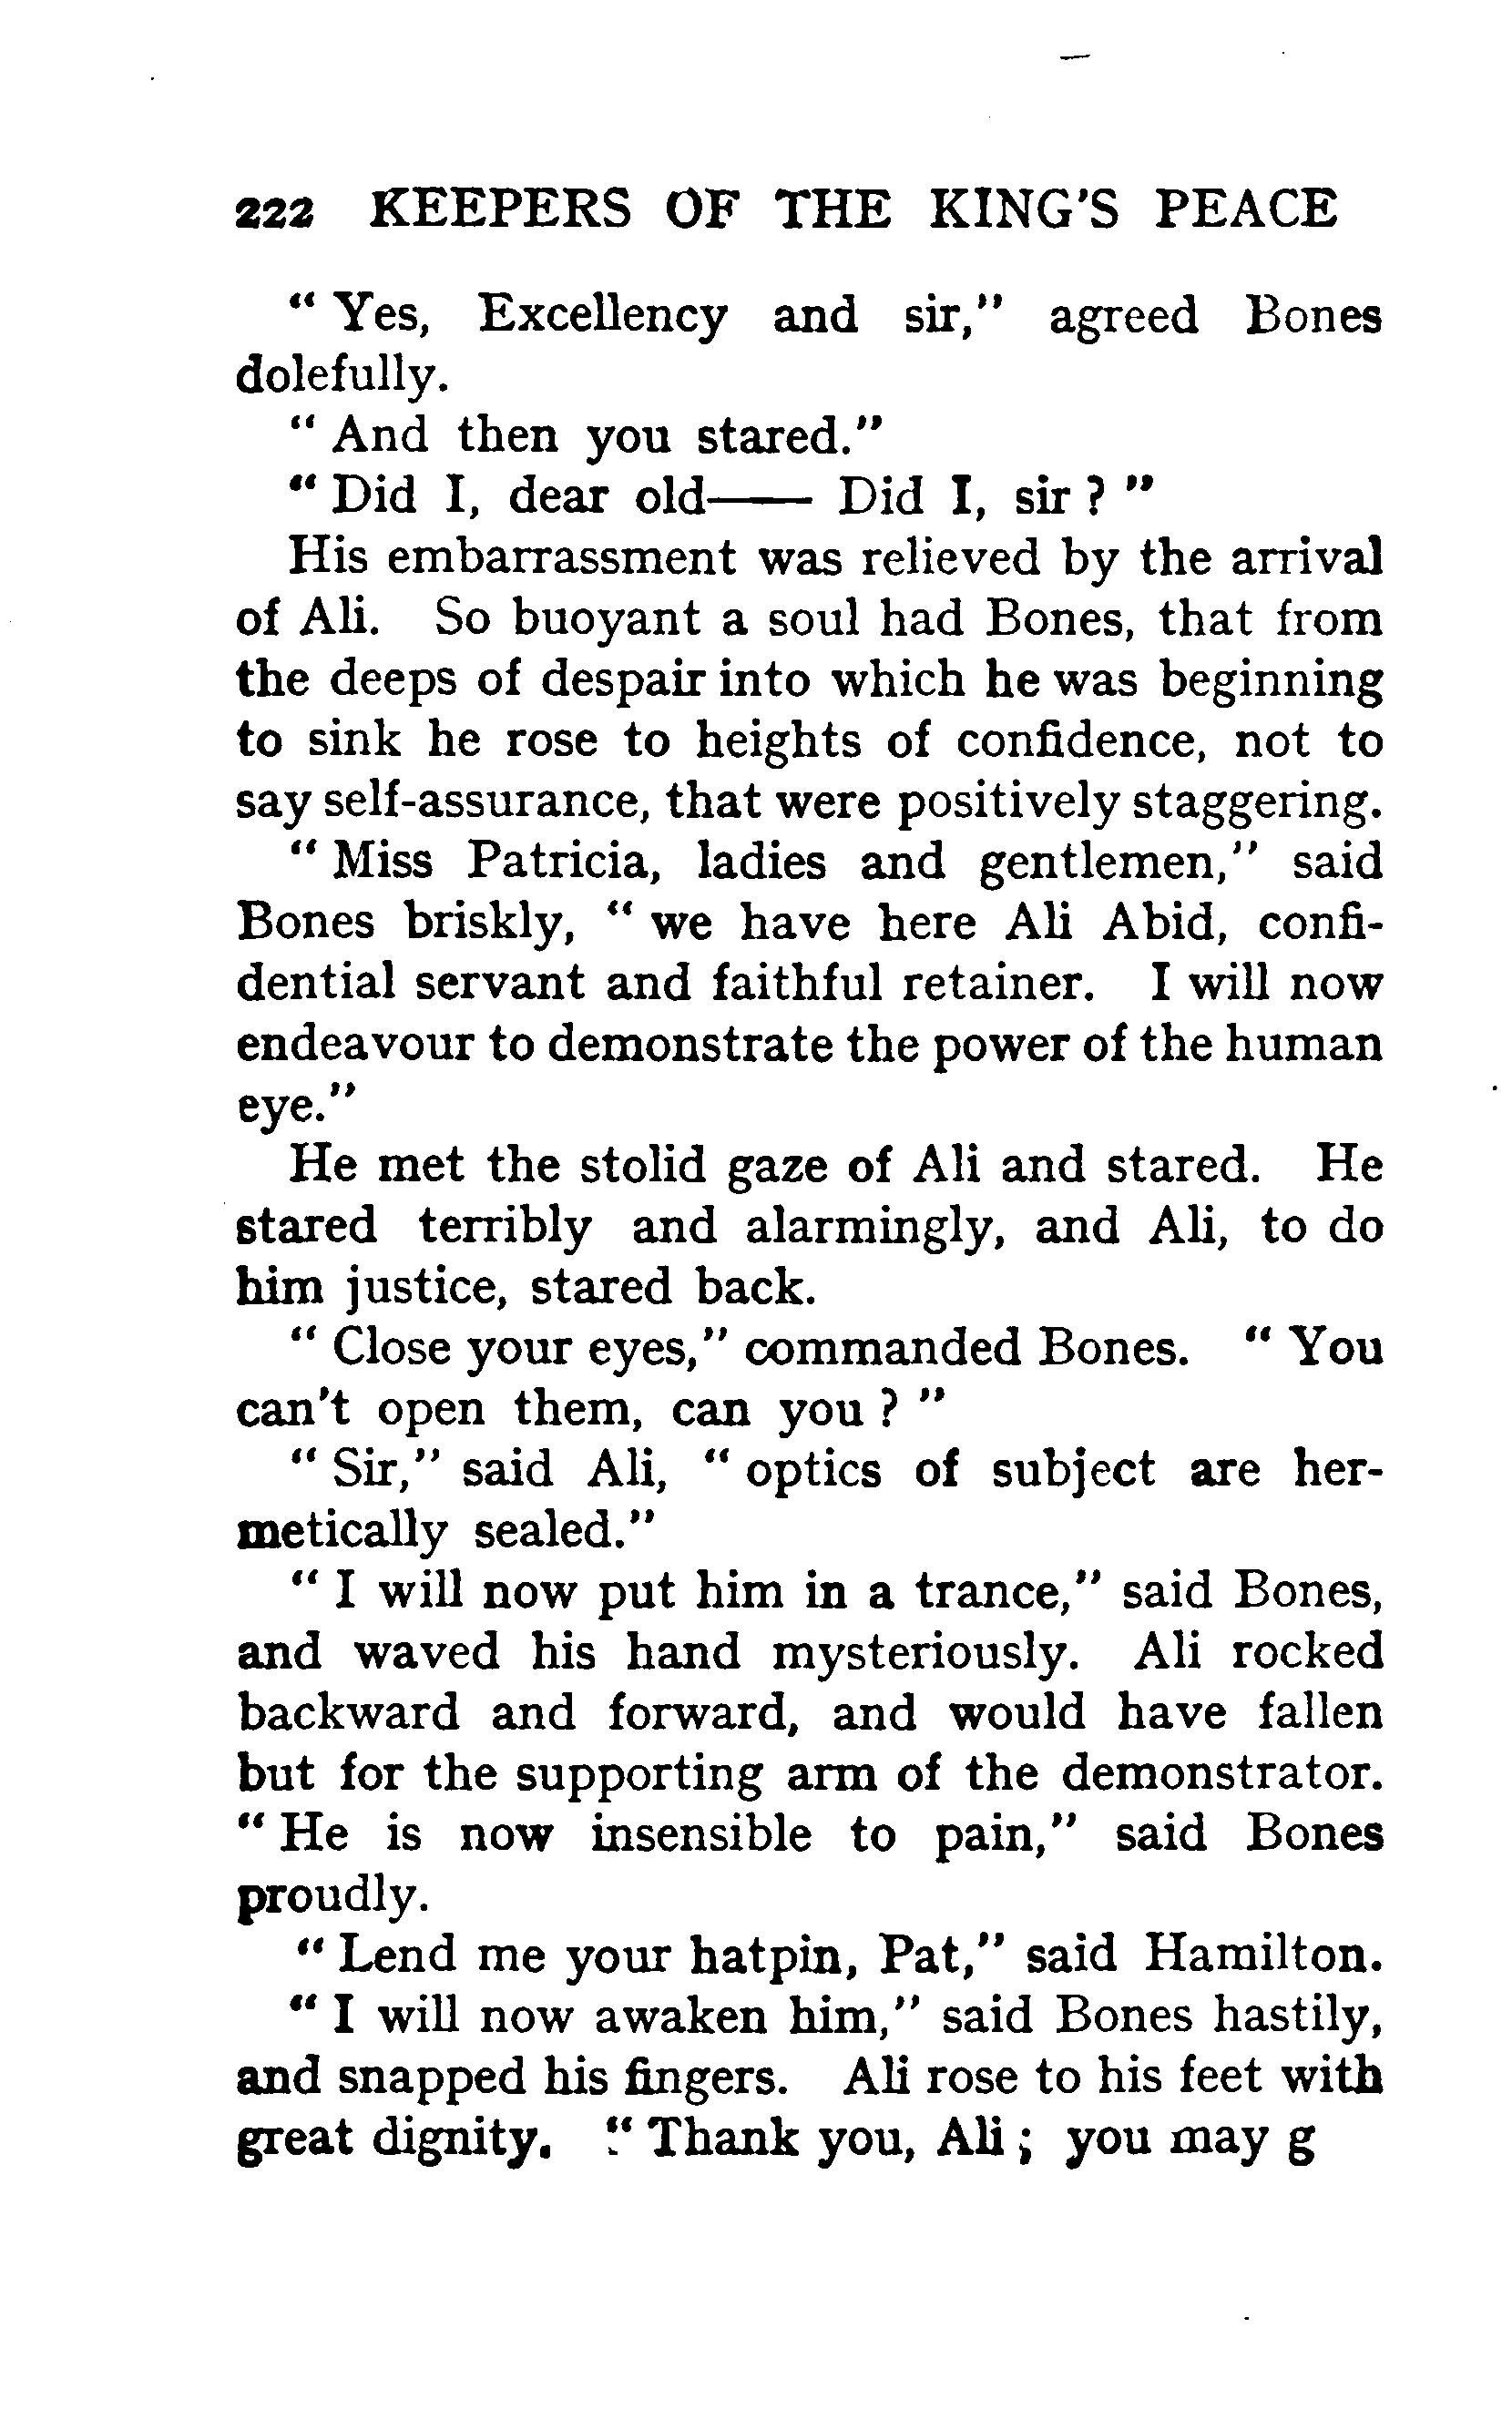 222 KEEPERS OF THE KING'S PEACE
" Yes, Excellency and sir," agreed Bones
dolefully.
" And then you stared."
" Did I, dear old—— Did I, sir ? "
His embarrassment was relieved by the arrival
of Ali. So buoyant a soul had Bones, that from
the deeps of despair into which he was beginning
to sink he rose to heights of confidence, not to
say self-assurance, that were positively staggering.
" Miss Patricia, ladies and gentlemen," said
Bones briskly, " we have here Ali Abid, confi-
dential servant and faithful retainer. I will now
endeavour to demonstrate the power of the human
eye."
He met the stolid gaze of Ali and stared. He
stared terribly and alarmingly, and Ali, to do
him justice, stared back.
" Close your eyes," commanded Bones. " You
can't open them, can you ? "
" Sir," said Ali, " optics of subject are her-
metically sealed."
" I will now put him in a trance," said Bones,
and waved his hand mysteriously. Ali rocked
backward and forward, and would have fallen
but for the supporting arm of the demonstrator.
" He is now insensible to pain," said Bones
proudly.
" Lend me your hatpin, Pat," said Hamilton.
" I will now awaken him," said Bones hastily,
and snapped his fingers. Ali rose to his feet with
great dignity. " Thank you, Ali ; you may g